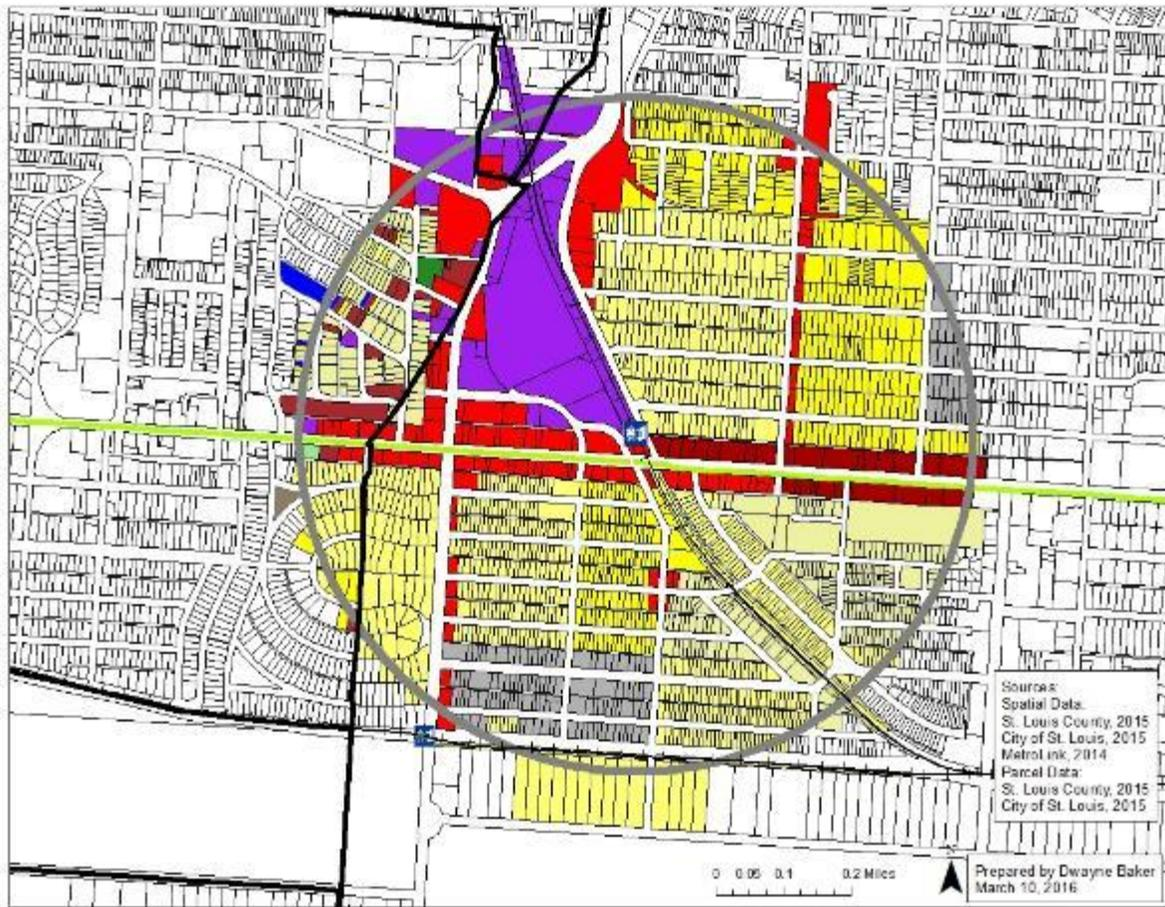 Sources:
Spatial Data:
St. Louis County, 2015
City of St. Louis, 2015
MetroLink, 2014
Parcel Data:
St. Louis County, 2015
City of St. Louis, 2015
0 0.05 0.1 0.2 Miles
Prepared by Dwayne Baker
March 10, 2016